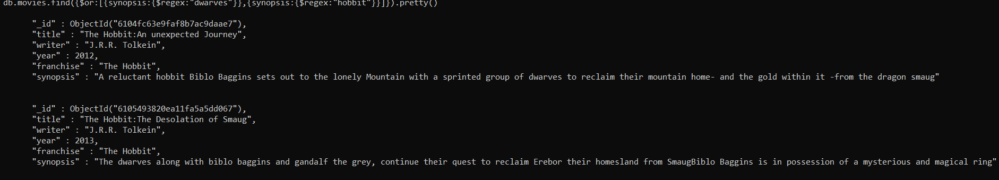 db.movies.find({$or:[{synopsis:{$regex:"dwarves"}},{synopsis:{$regex:"hobbit"}}]}).pretty()
"_id" : ObjectId("6104fc63e9faf8b7ac9daae7"),
"title" : "The Hobbit:An unexpected Journey",
"writer" : "J.R.R. Tolkein",
"year" : 2012,
"franchise" : "The Hobbit",
"synopsis" : "A reluctant hobbit Biblo Baggins sets out to the lonely Mountain with a sprinted group of dwarves to reclaim their mountain home- and the gold within it -from the dragon smaug"
"_id" : ObjectId("6105493820ea11fa5a5dd067"),
"title" : "The Hobbit:The Desolation of Smaug",
"writer" : "J.R.R. Tolkein",
"year" : 2013,
"franchise" : "The Hobbit",
"synopsis" : "The dwarves along with biblo baggins and gandalf the grey, continue their quest to reclaim Erebor their homesland from SmaugBiblo Baggins is in possession of a mysterious and magical ring"